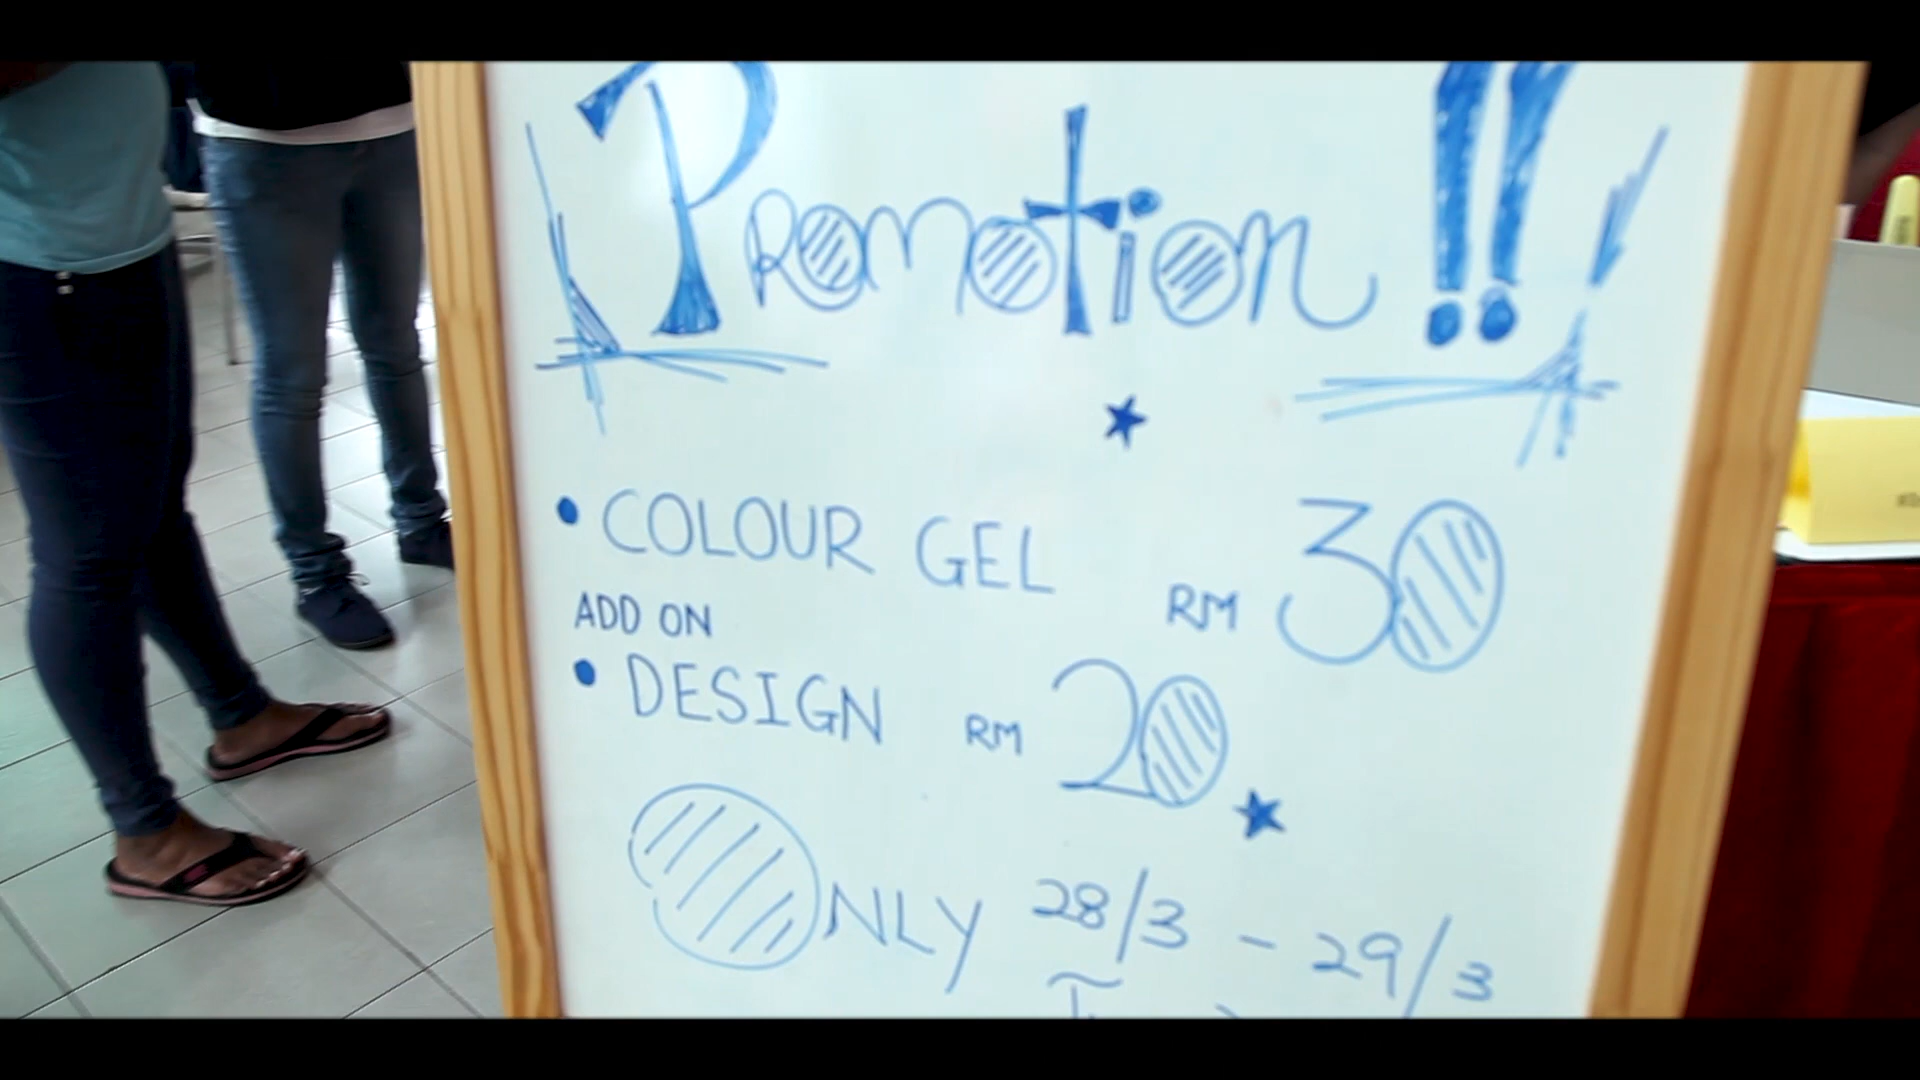 Promotion!!
• COLOUR GEL RM 30
ADD ON
• DESIGN RM 20
ONLY 28/3 - 29/3